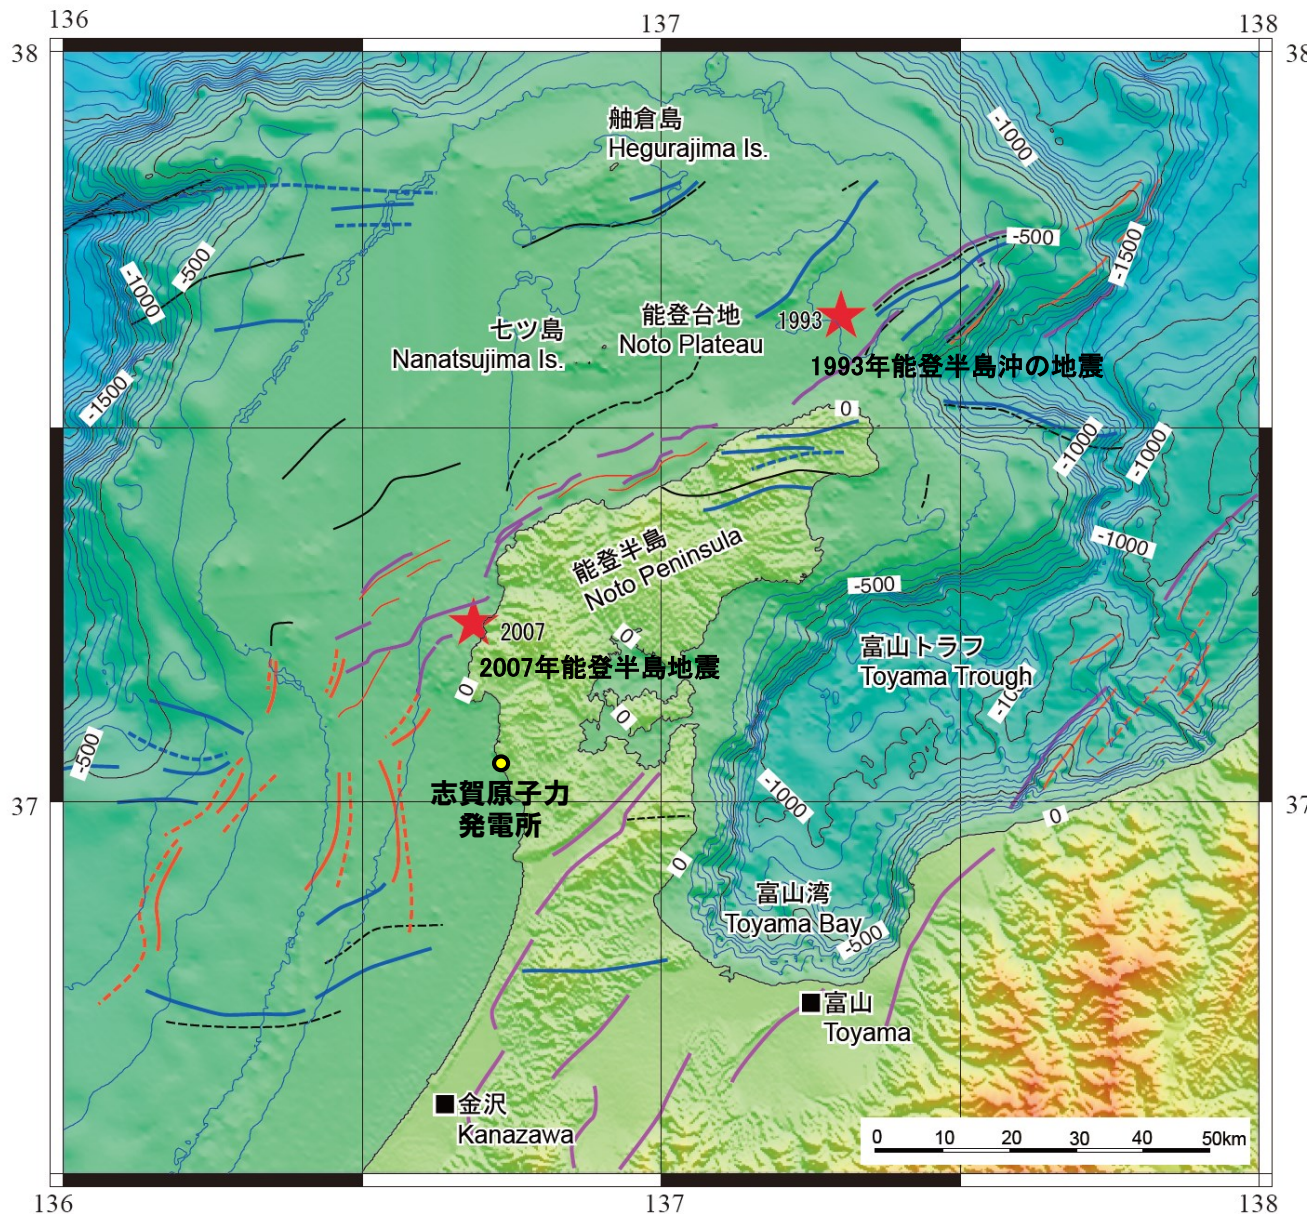 136
137
138
38
38
舳倉島
Hegurajima Is.
-1000
-500
-1500
-500
-1000
七ツ島
Nanatsujima Is.
能登台地
Noto Plateau
1993
1993年能登半島沖の地震
-1500
0
-1000
-1000
-1000
能登半島
Noto Peninsula
-500
2007
2007年能登半島地震
0
0
0
富山トラフ
Toyama Trough
-500
志賀原子力
発電所
-1000
37
37
0
0
富山湾
Toyama Bay
-500
富山
Toyama
金沢
Kanazawa
0 10 20 30 40 50km
136
137
138